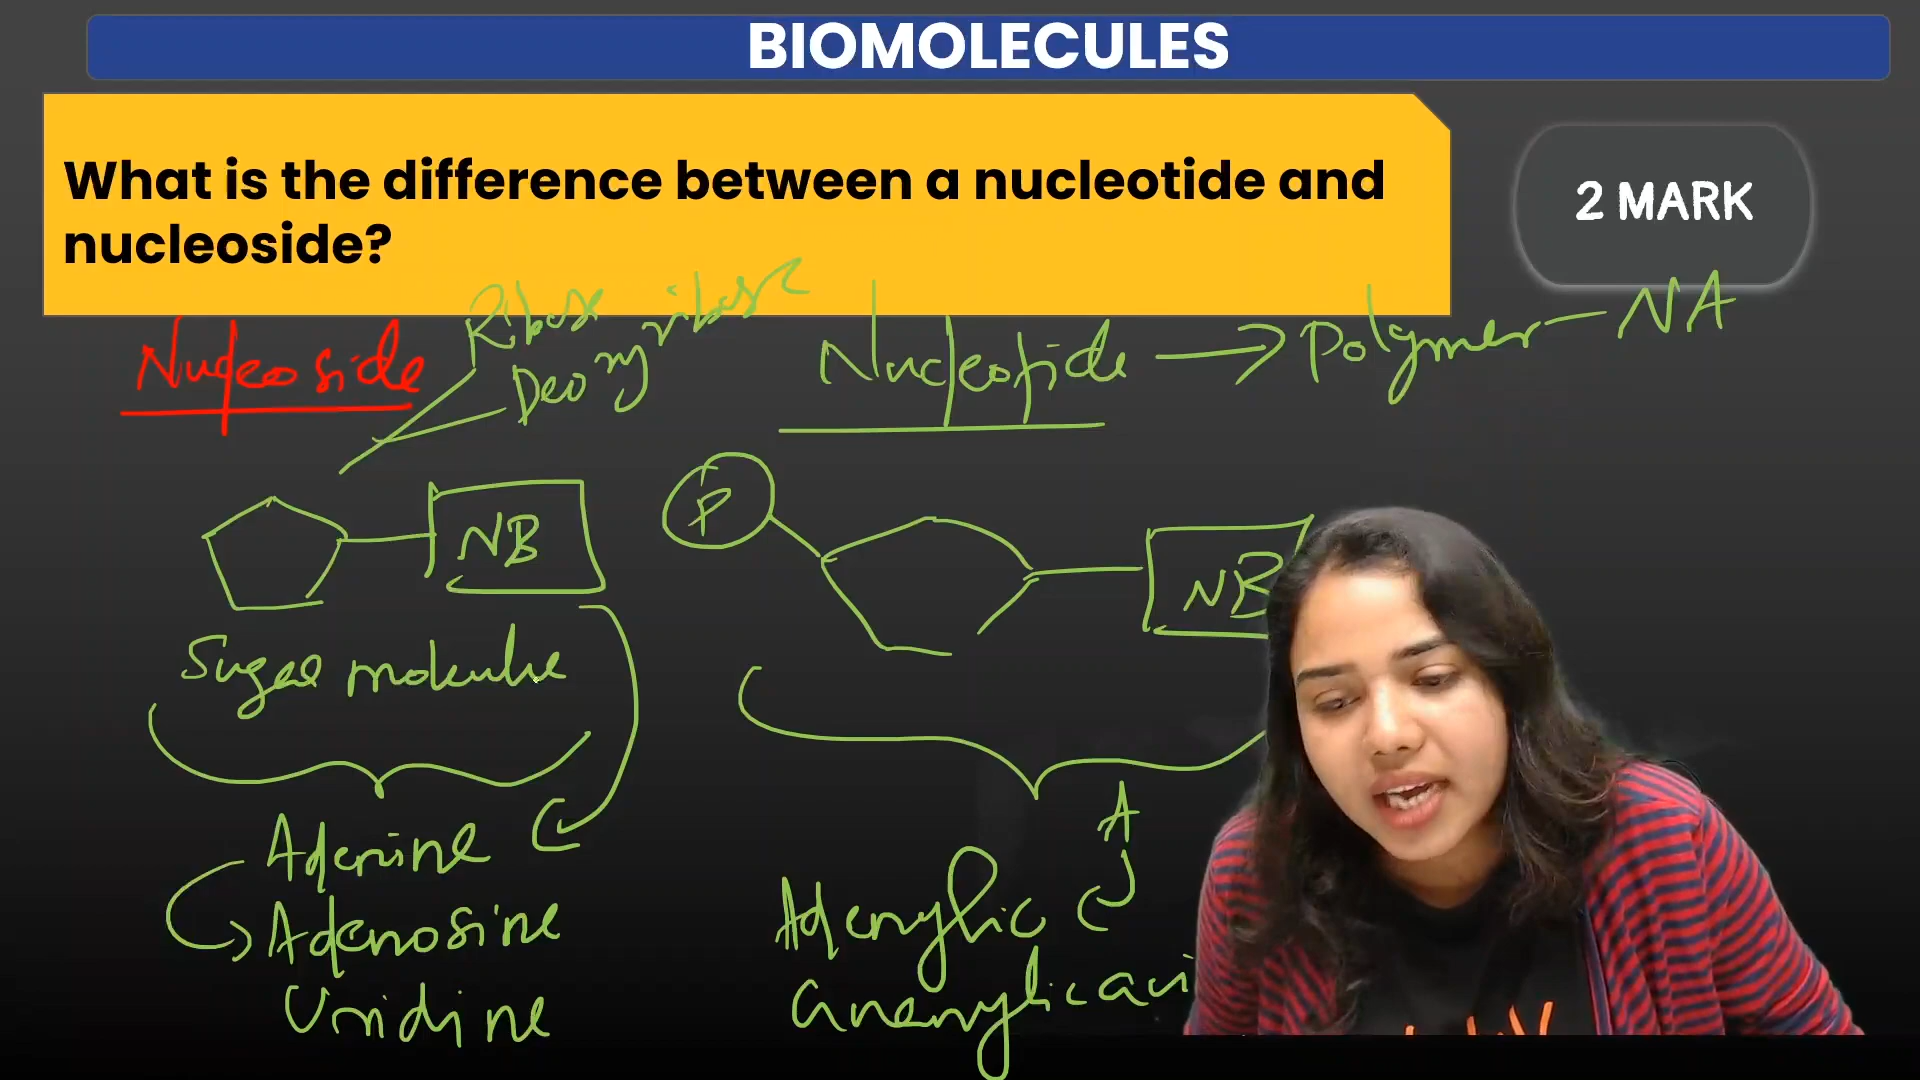 BIOMOLECULES
What is the difference between a nucleotide and
nucleoside?
2 MARK
Nucleoside
Ribose
Deoxyribose
Nucleotide → Polymer — NA
NB
P
NB
Sugar molecule
A
Adenine
Adenylic
Adenosine
Uridine